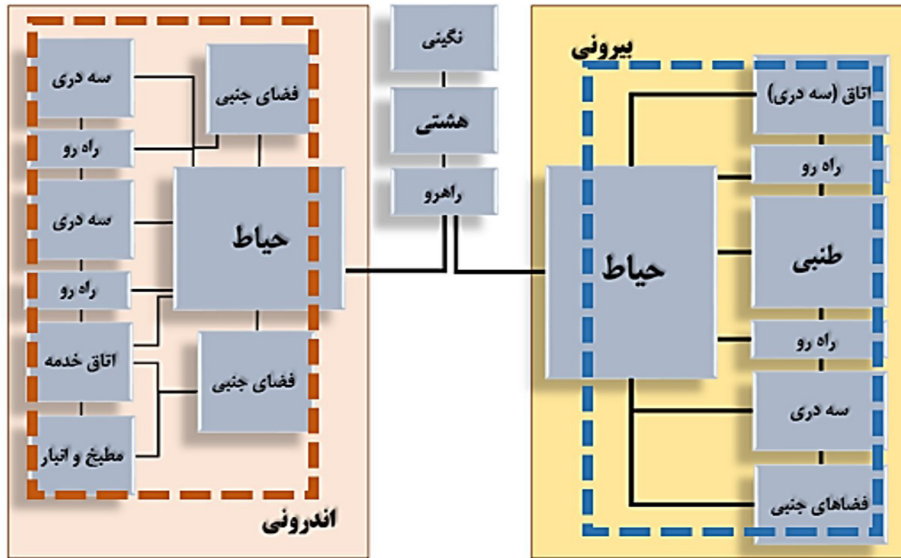 بیرونی
اتاق (سه دری)
راه رو
طنبی
راه رو
سه دری
فضاهای جنبی
حیاط
نگینی
هشتی
راهرو
فضای جنبی
حیاط
فضای جنبی
سه دری
راه رو
سه دری
راه رو
اتاق خدمه
مطبخ و انبار
اندرونی